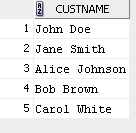 CUSTNAME
1 John Doe
2 Jane Smith
3 Alice Johnson
4 Bob Brown
5 Carol White